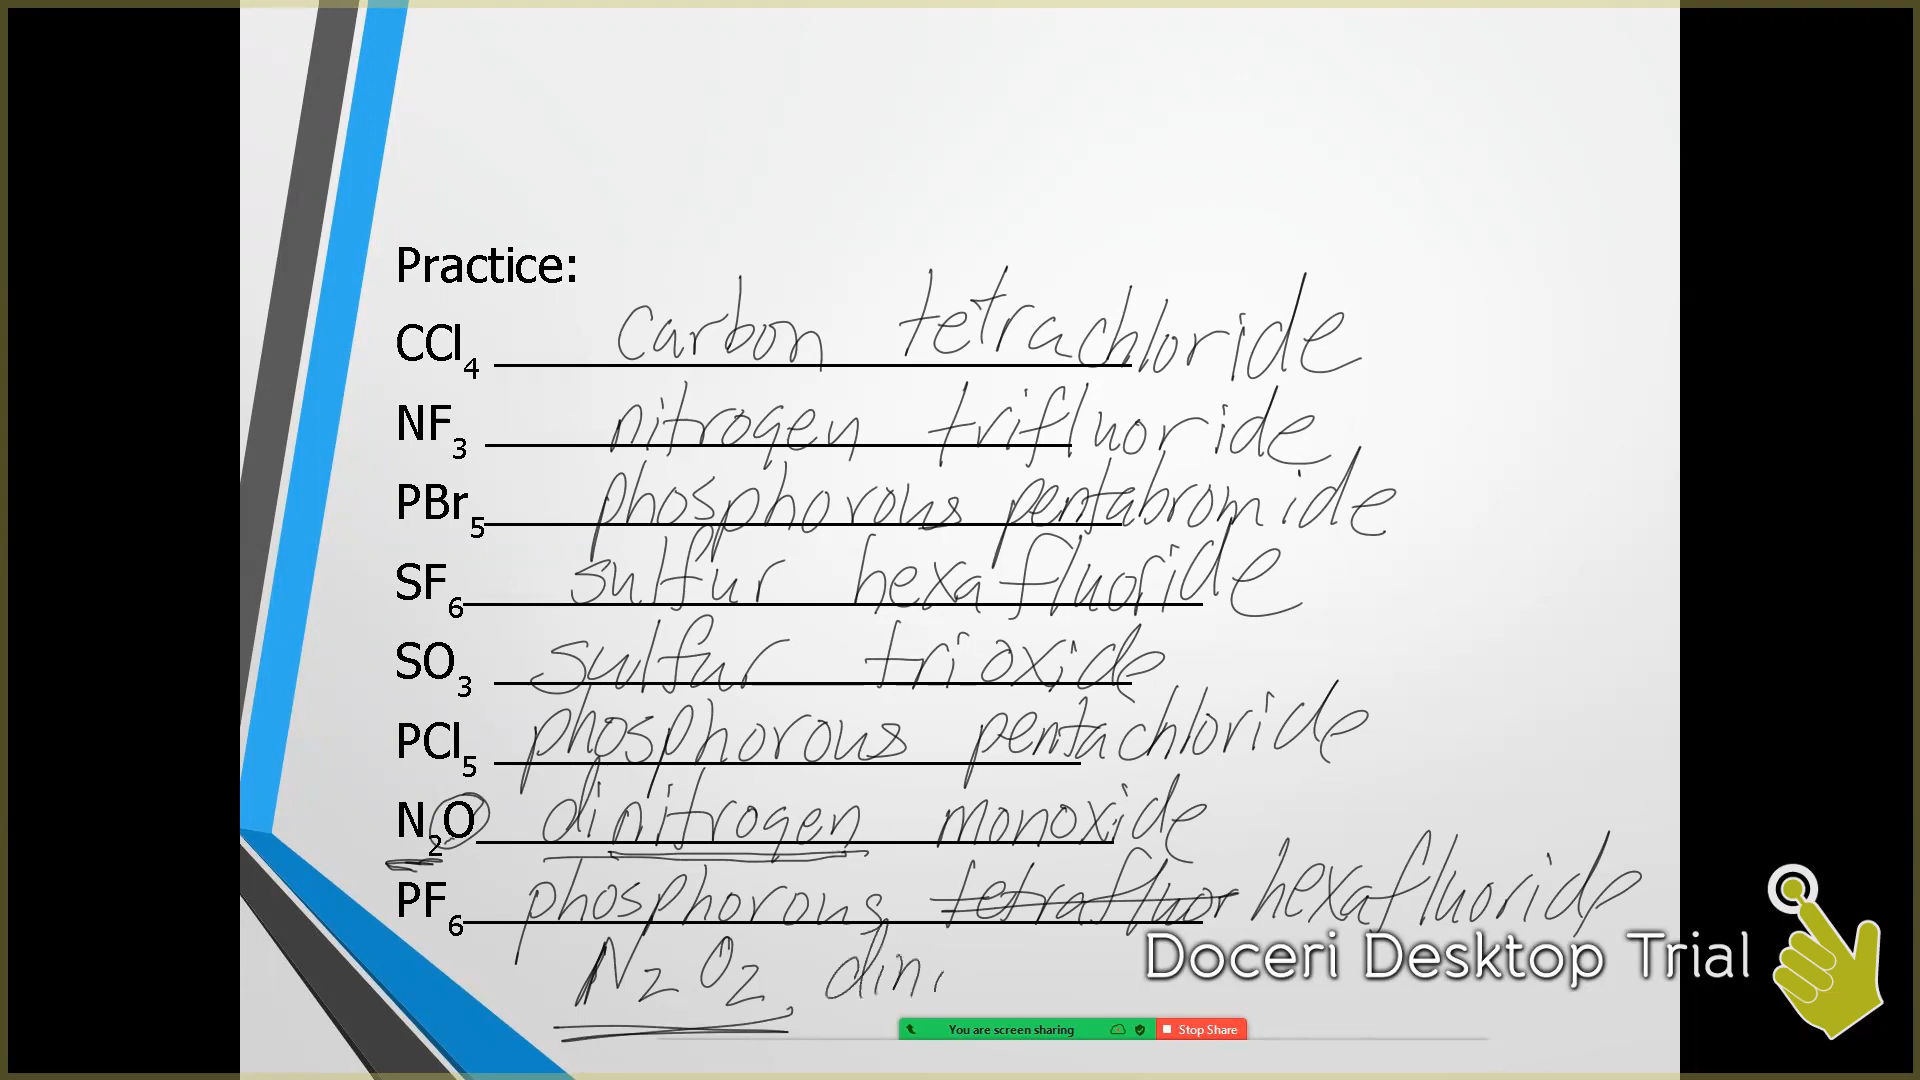 Practice:
CCl₄ carbon tetrachloride
NF₃ nitrogen trifluoride
PBr₅ phosphorous pentabromide
SF₆ sulfur hexafluoride
SO₃ sulfur trioxide
PCl₅ phosphorous pentachloride
N₂O dinitrogen monoxide
PF₆ phosphorous tetrafluor hexafluoride
N₂O₂ dini
Doceri Desktop Trial
You are screen sharing Stop Share